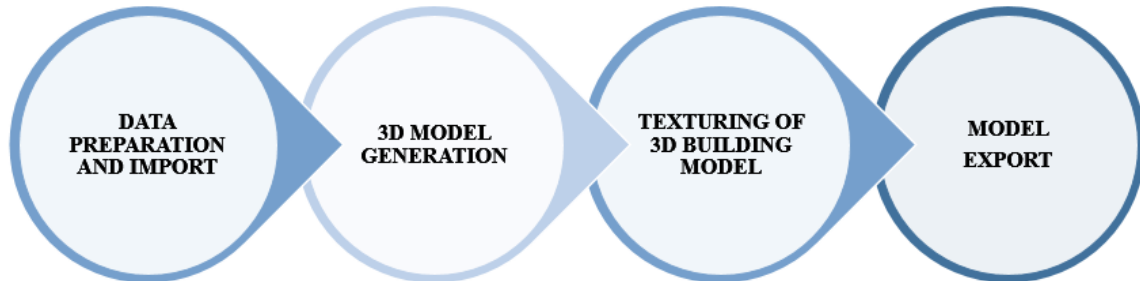 DATA
PREPARATION
AND IMPORT
3D MODEL
GENERATION
TEXTURING OF
3D BUILDING
MODEL
MODEL
EXPORT